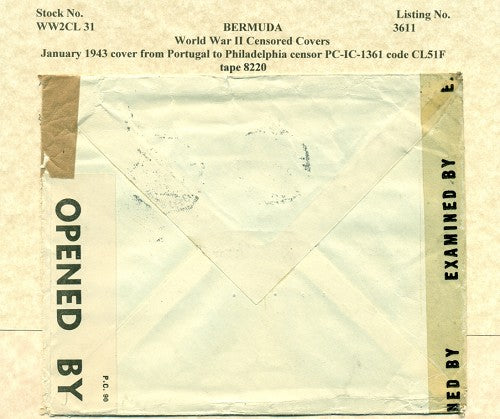 Stock No.
WW2CL 31
BERMUDA
Listing No.
3611
World War II Censored Covers
January 1943 cover from Portugal to Philadelphia censor PC-IC-1361 code CL51F
tape 8220
OPENED BY
P.C. 90
E.
EXAMINED BY
NED BY